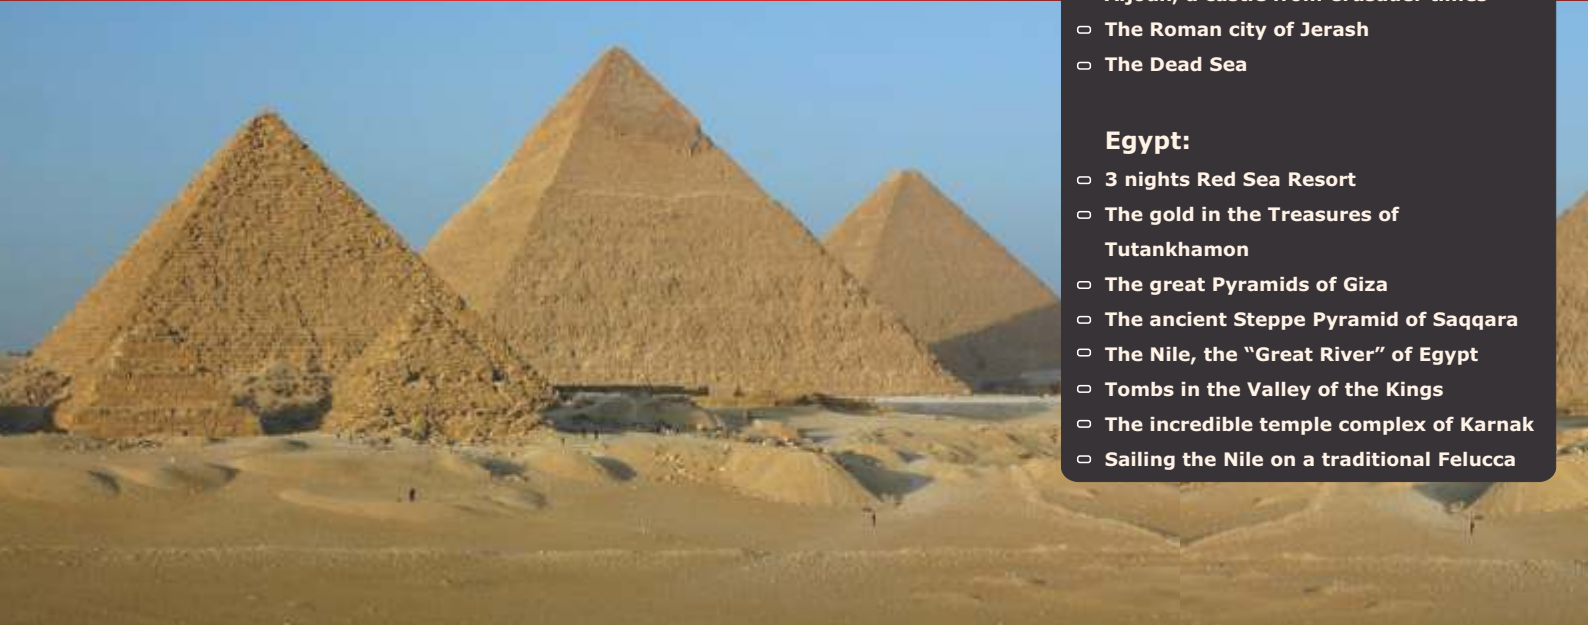 The Roman city of Jerash
The Dead Sea
Egypt:
3 nights Red Sea Resort
The gold in the Treasures of
Tutankhamon
The great Pyramids of Giza
The ancient Steppe Pyramid of Saqqara
The Nile, the “Great River” of Egypt
Tombs in the Valley of the Kings
The incredible temple complex of Karnak
Sailing the Nile on a traditional Felucca